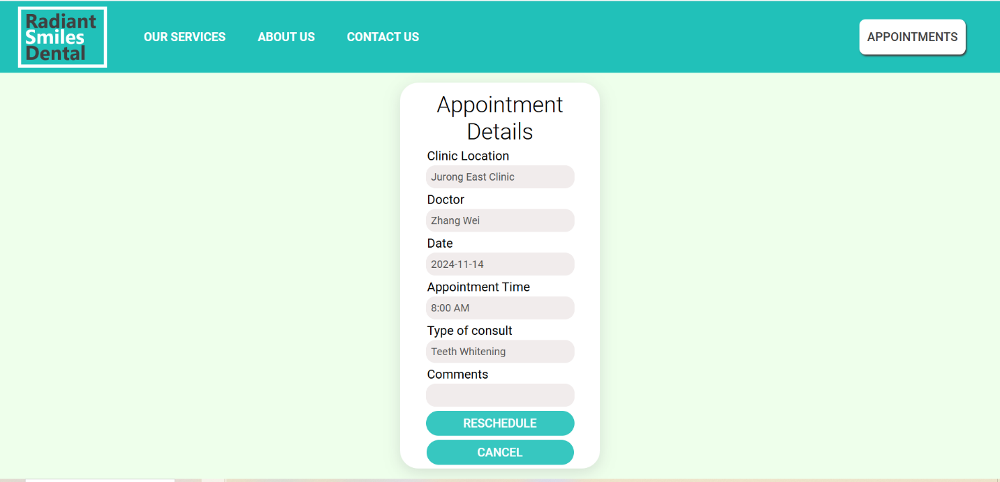 Radiant
Smiles
Dental
OUR SERVICES
ABOUT US
CONTACT US
APPOINTMENTS
Appointment
Details
Clinic Location
Jurong East Clinic
Doctor
Zhang Wei
Date
2024-11-14
Appointment Time
8:00 AM
Type of consult
Teeth Whitening
Comments
RESCHEDULE
CANCEL